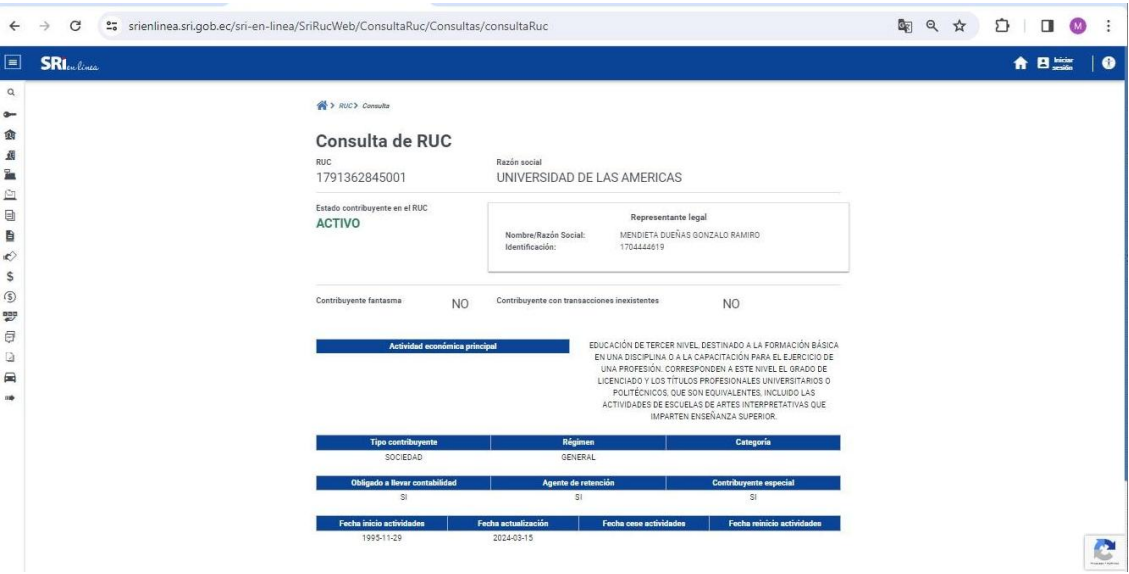 srienlinea.sri.gob.ec/sri-en-linea/SriRucWeb/ConsultaRuc/Consultas/consultaRuc
M
SRI en línea
Iniciar sesión
RUC > Consulta
Consulta de RUC
RUC
Razón social
1791362845001
UNIVERSIDAD DE LAS AMERICAS
Estado contribuyente en el RUC
ACTIVO
Representante legal
Nombre/Razón Social: MENDIETA DUEÑAS GONZALO RAMIRO
Identificación: 1704444619
Contribuyente fantasma NO
Contribuyente con transacciones inexistentes NO
Actividad económica principal
EDUCACIÓN DE TERCER NIVEL, DESTINADO A LA FORMACIÓN BÁSICA
EN UNA DISCIPLINA O A LA CAPACITACIÓN PARA EL EJERCICIO DE
UNA PROFESIÓN. CORRESPONDEN A ESTE NIVEL EL GRADO DE
LICENCIADO Y LOS TÍTULOS PROFESIONALES UNIVERSITARIOS O
POLITÉCNICOS, QUE SON EQUIVALENTES, INCLUIDO LAS
ACTIVIDADES DE ESCUELAS DE ARTES INTERPRETATIVAS QUE
IMPARTEN ENSEÑANZA SUPERIOR.
Tipo contribuyente Régimen Categoría
SOCIEDAD GENERAL
Obligado a llevar contabilidad Agente de retención Contribuyente especial
SI SI SI
Fecha inicio actividades Fecha actualización Fecha cese actividades Fecha reinicio actividades
1995-11-29 2024-03-15